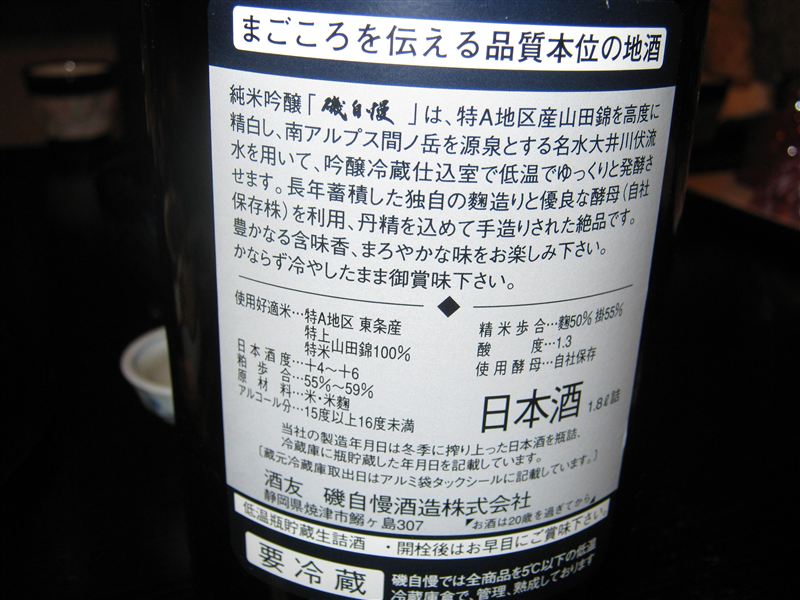 まごころを伝える品質本位の地酒
純米吟醸「磯自慢」は、特A地区産山田錦を高度に
精白し、南アルプス間ノ岳を源泉とする名水大井川伏流
水を用いて、吟醸冷蔵仕込室で低温でゆっくりと発酵さ
せます。長年蓄積した独自の麴造りと優良な酵母(自社
保存株)を利用、丹精を込めて手造りされた絶品です。
豊かなる含味香、まろやかな味をお楽しみ下さい。
かならず冷やしたまま御賞味下さい。
使用好適米…特A地区 東条産
特上
特米山田錦100%
日本酒度…+4〜+6
粕歩合…55%〜59%
原材料…米・米麴
アルコール分…15度以上16度未満
精米歩合…麴50% 掛55%
酸度…1.3
使用酵母…自社保存
日本酒 1.8ℓ詰
当社の製造年月日は冬季に搾り上った日本酒を瓶詰、
冷蔵庫に瓶貯蔵した年月日を記載しています。
〔蔵元冷蔵庫取出日はアルミ袋タックシールに記載しています。〕
酒友 磯自慢酒造株式会社
静岡県焼津市鰯ヶ島307
お酒は20歳を過ぎてから
低温瓶貯蔵生詰酒 ・開栓後はお早目にご賞味下さい。
要冷蔵
磯自慢では全商品を5℃以下の低温
冷蔵庫倉で、管理、熟成しております